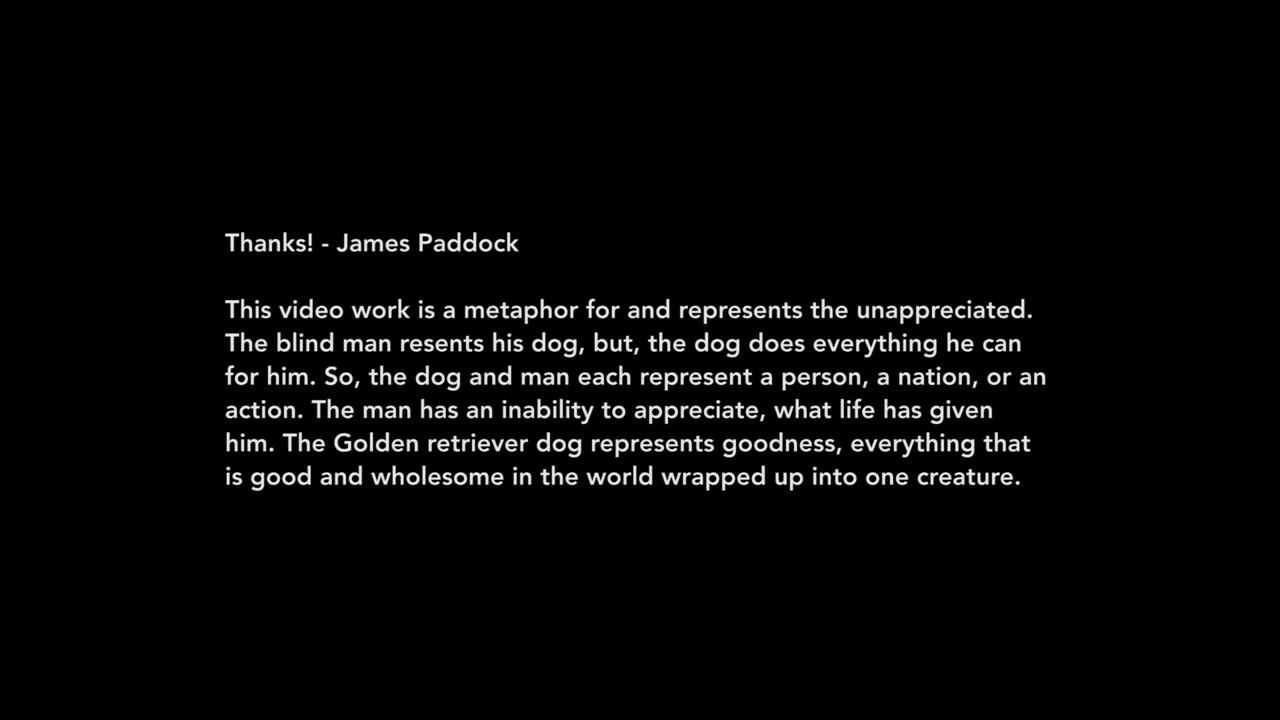 Thanks! - James Paddock
This video work is a metaphor for and represents the unappreciated.
The blind man resents his dog, but, the dog does everything he can
for him. So, the dog and man each represent a person, a nation, or an
action. The man has an inability to appreciate, what life has given
him. The Golden retriever dog represents goodness, everything that
is good and wholesome in the world wrapped up into one creature.